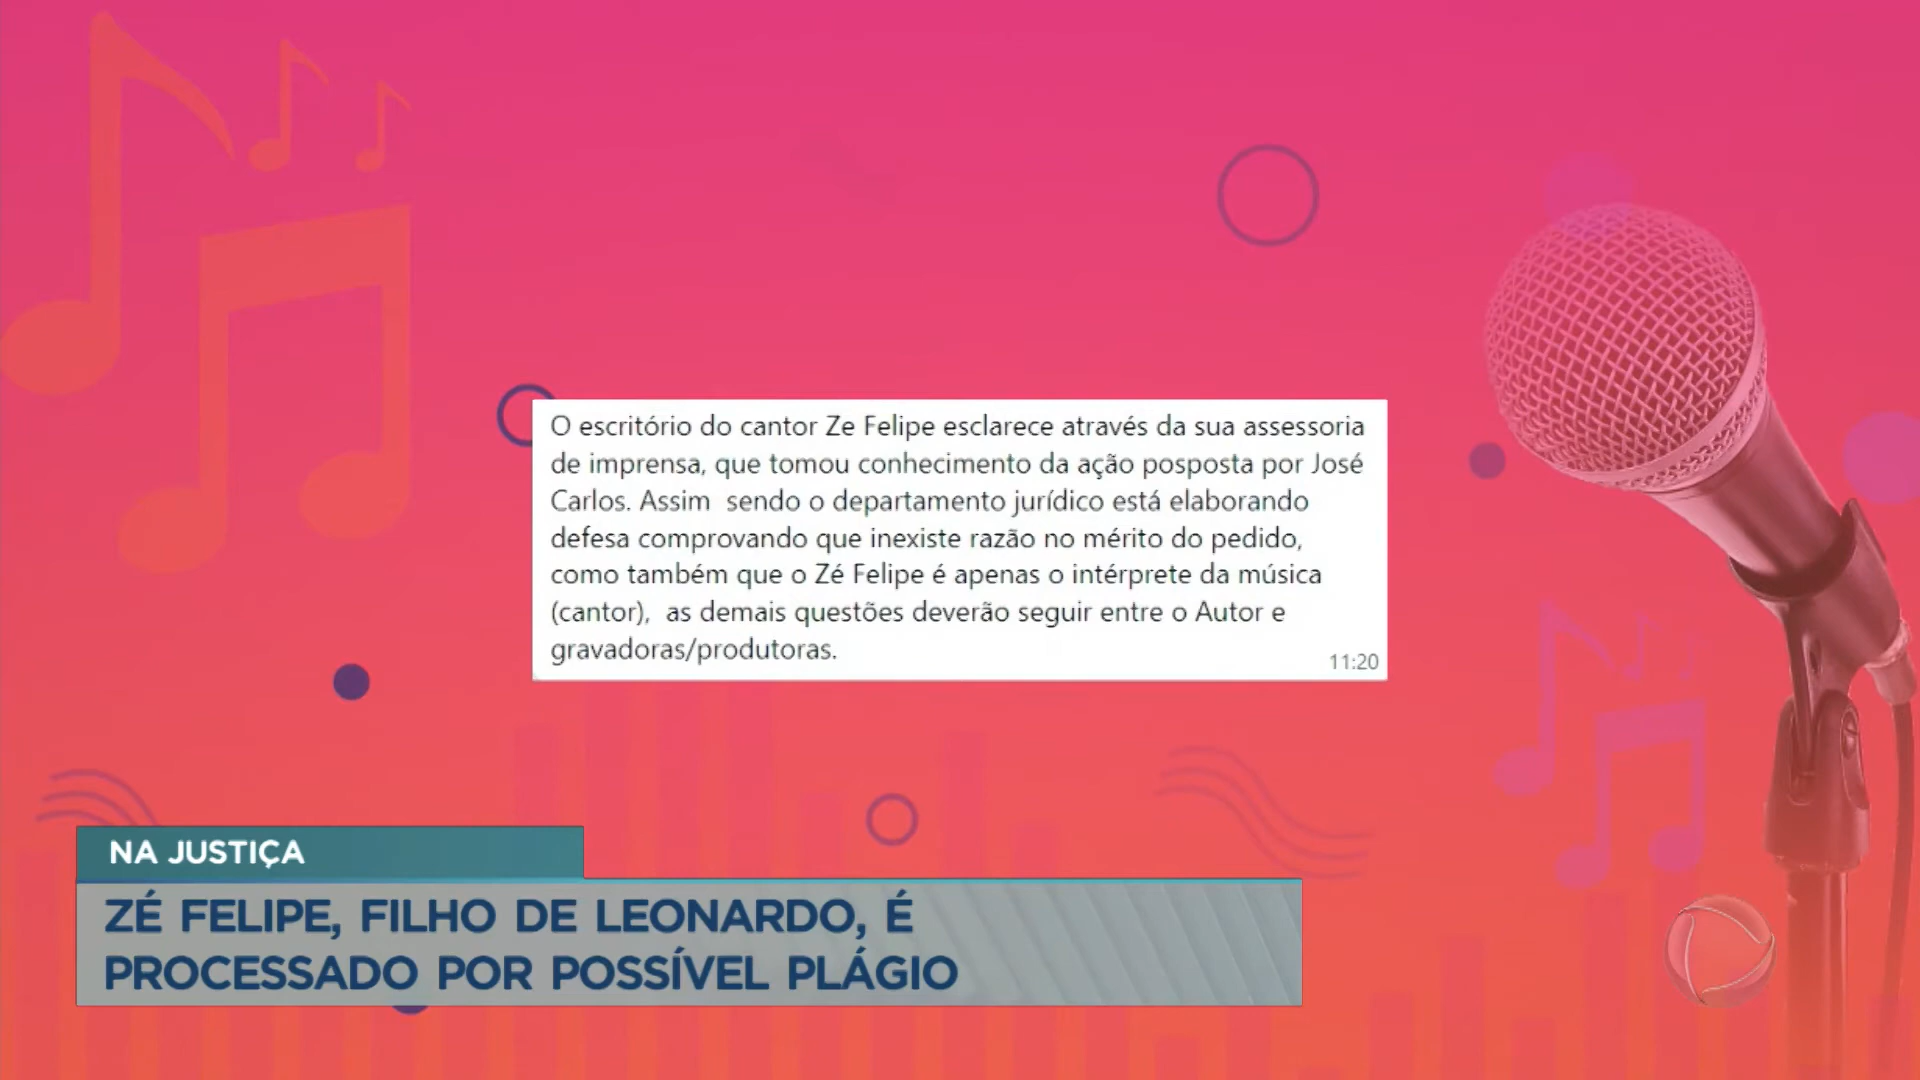 O escritório do cantor Ze Felipe esclarece através da sua assessoria
de imprensa, que tomou conhecimento da ação posposta por José
Carlos. Assim  sendo o departamento jurídico está elaborando
defesa comprovando que inexiste razão no mérito do pedido,
como também que o Zé Felipe é apenas o intérprete da música
(cantor),  as demais questões deverão seguir entre o Autor e
gravadoras/produtoras.
11:20
NA JUSTIÇA
ZÉ FELIPE, FILHO DE LEONARDO, É
PROCESSADO POR POSSÍVEL PLÁGIO